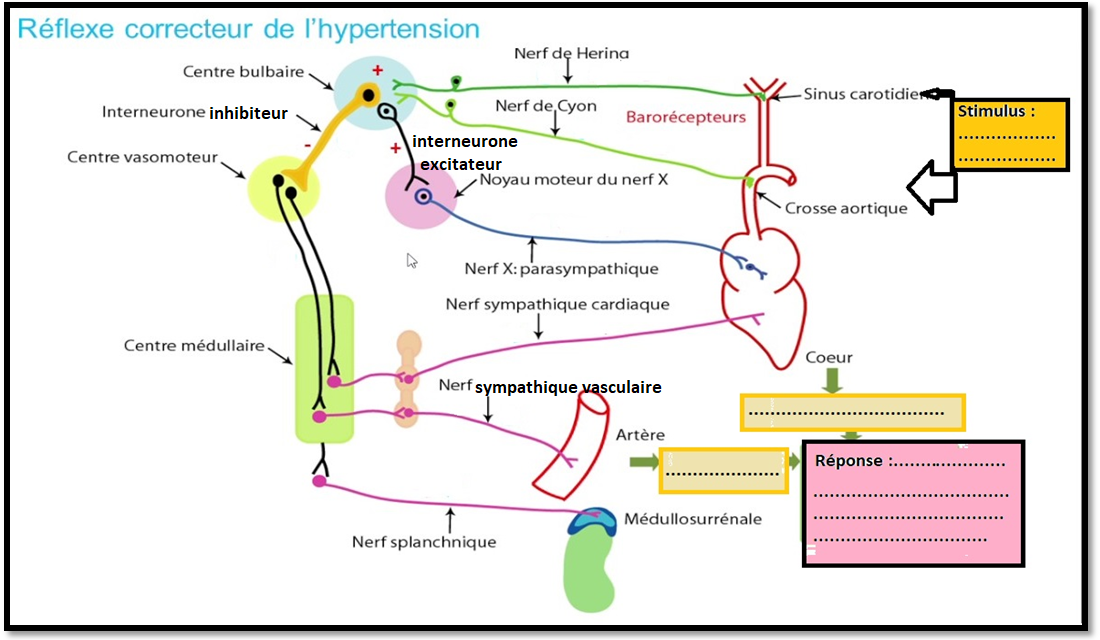 Réflexe correcteur de l'hypertension
Nerf de Hering
Centre bulbaire
+
Sinus carotidien
Interneurone inhibiteur
Nerf de Cyon
Stimulus :
..................
..................
Barorécepteurs
-
+
interneurone
excitateur
Centre vasomoteur
Noyau moteur du nerf X
Crosse aortique
Nerf X: parasympathique
Nerf sympathique cardiaque
Centre médullaire
Coeur
Nerf sympathique vasculaire
.......................................
Artère
.......................
Réponse :......................
.......................................
......................................
...................................
Médullosurrénale
Nerf splanchnique